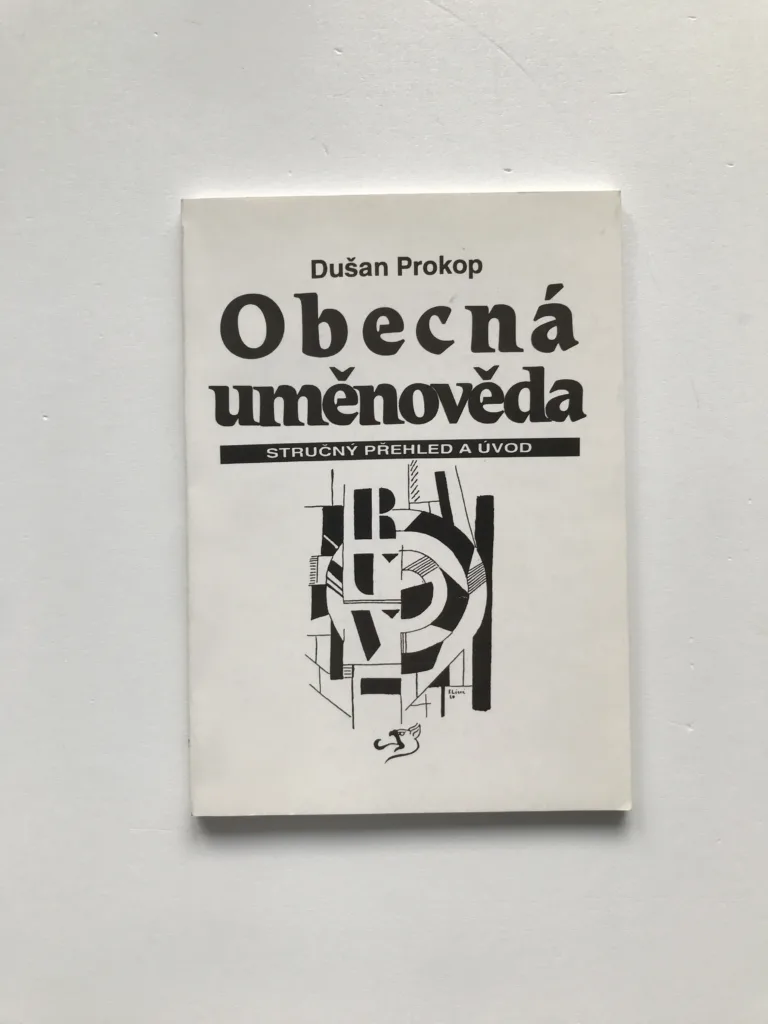 Dušan Prokop
Obecná
uměnověda
STRUČNÝ PŘEHLED A ÚVOD